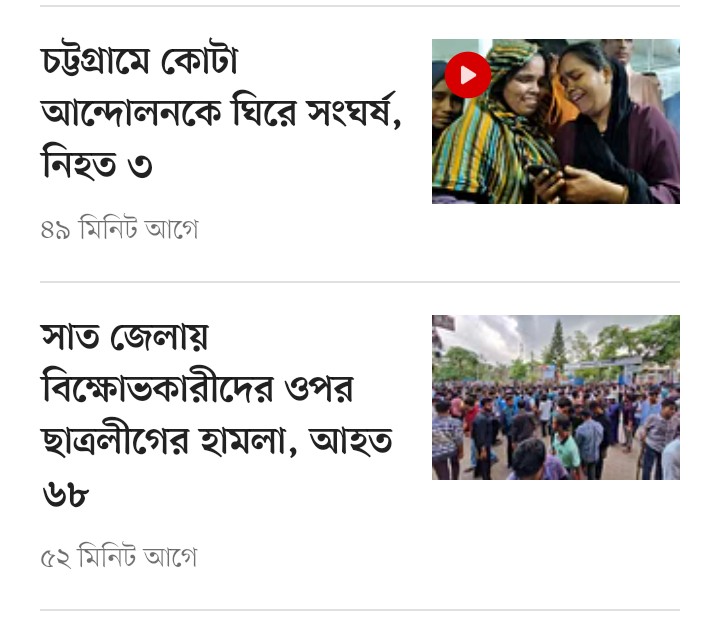 চট্টগ্রামে কোটা
আন্দোলনকে ঘিরে সংঘর্ষ,
নিহত ৩
৪৯ মিনিট আগে
সাত জেলায়
বিক্ষোভকারীদের ওপর
ছাত্রলীগের হামলা, আহত
৬৮
৫২ মিনিট আগে